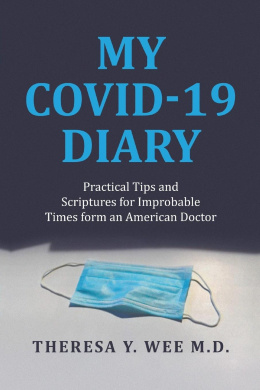 MY
COVID-19
DIARY
Practical Tips and
Scriptures for Improbable
Times form an American Doctor
THERESA Y. WEE M.D.